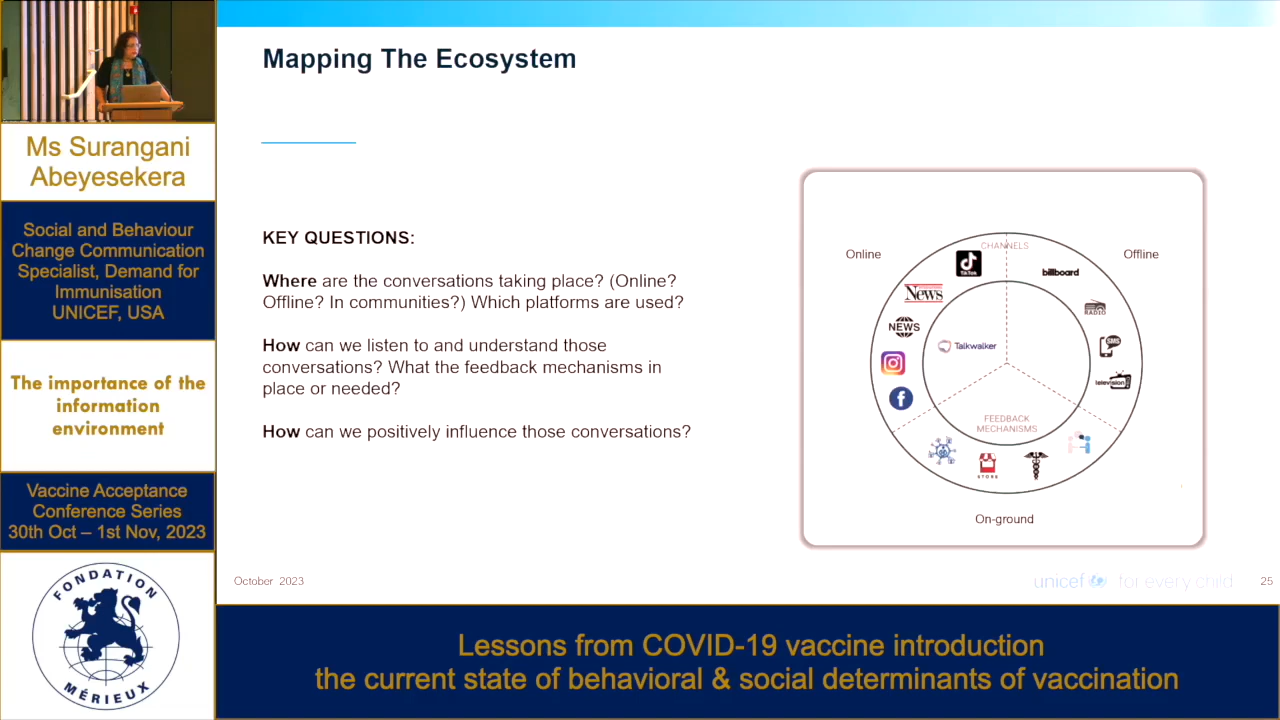 Ms Surangani
Abeyesekera
Social and Behaviour
Change Communication
Specialist, Demand for
Immunisation
UNICEF, USA
The importance of the
information
environment
Vaccine Acceptance
Conference Series
30th Oct – 1st Nov, 2023
FONDATION
MÉRIEUX
Mapping The Ecosystem
KEY QUESTIONS:
Where are the conversations taking place? (Online?
Offline? In communities?) Which platforms are used?
How can we listen to and understand those
conversations? What the feedback mechanisms in
place or needed?
How can we positively influence those conversations?
Online
Offline
CHANNELS
TikTok
News
NEWS
Talkwalker
billboard
RADIO
SMS
television
FEEDBACK
MECHANISMS
STORE
On-ground
October 2023
unicef for every child
25
Lessons from COVID-19 vaccine introduction
the current state of behavioral & social determinants of vaccination